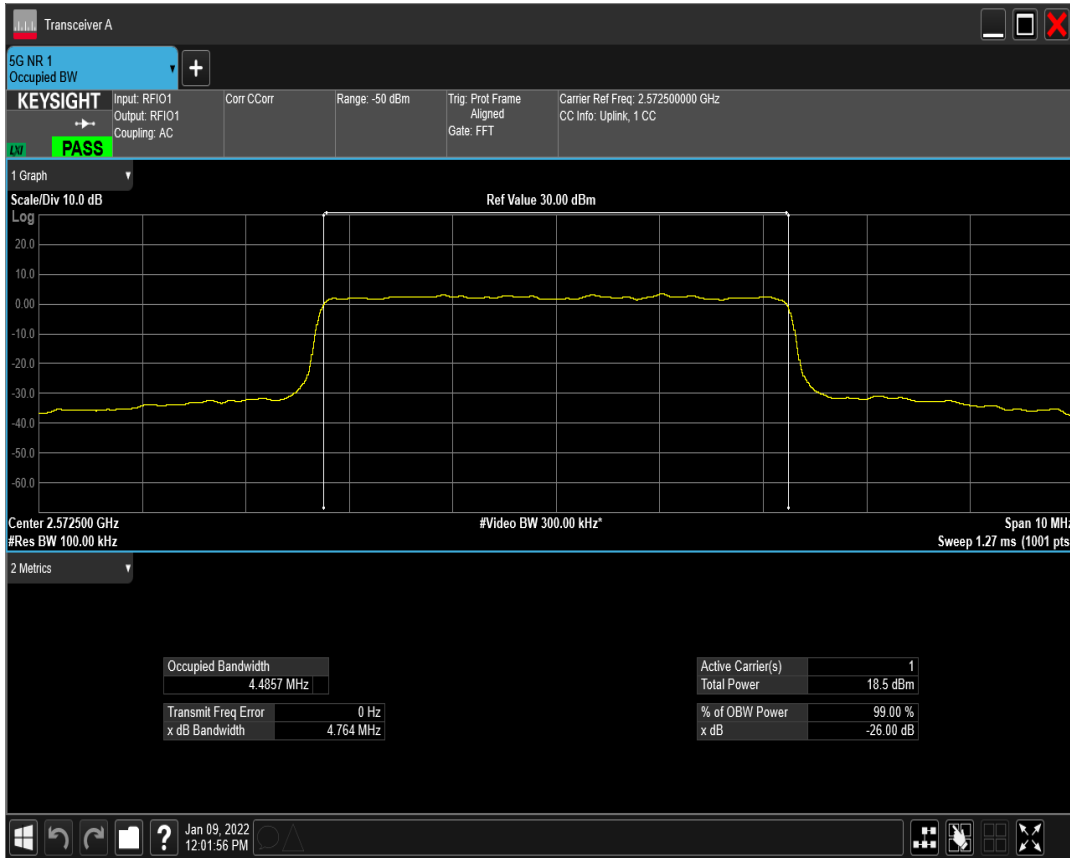 Transceiver A
5G NR 1
Occupied BW
KEYSIGHT
LXI
PASS
Input: RFIO1
Output: RFIO1
Coupling: AC
Corr CCorr
Range: -50 dBm
Trig: Prot Frame
Aligned
Gate: FFT
Carrier Ref Freq: 2.572500000 GHz
CC Info: Uplink, 1 CC
1 Graph
Scale/Div 10.0 dB
Ref Value 30.00 dBm
Log
20.0
10.0
0.00
-10.0
-20.0
-30.0
-40.0
-50.0
-60.0
Center 2.572500 GHz
#Video BW 300.00 kHz*
Span 10 MHz
#Res BW 100.00 kHz
Sweep 1.27 ms (1001 pts
2 Metrics
Occupied Bandwidth
4.4857 MHz
Transmit Freq Error 0 Hz
x dB Bandwidth 4.764 MHz
Active Carrier(s) 1
Total Power 18.5 dBm
% of OBW Power 99.00 %
x dB -26.00 dB
?
Jan 09, 2022
12:01:56 PM